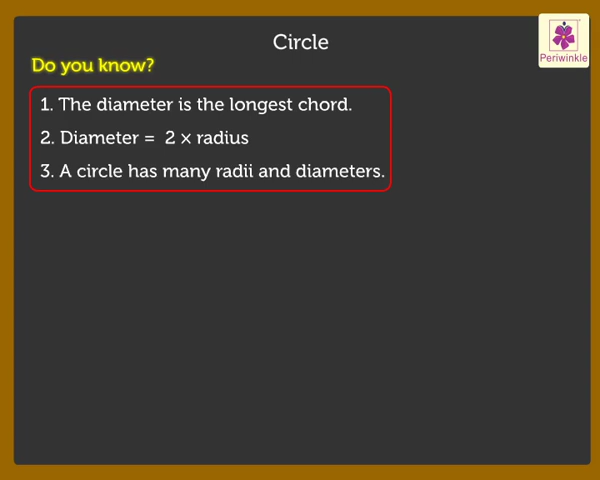 Circle
Periwinkle
Do you know?
1. The diameter is the longest chord.
2. Diameter = 2 × radius
3. A circle has many radii and diameters.